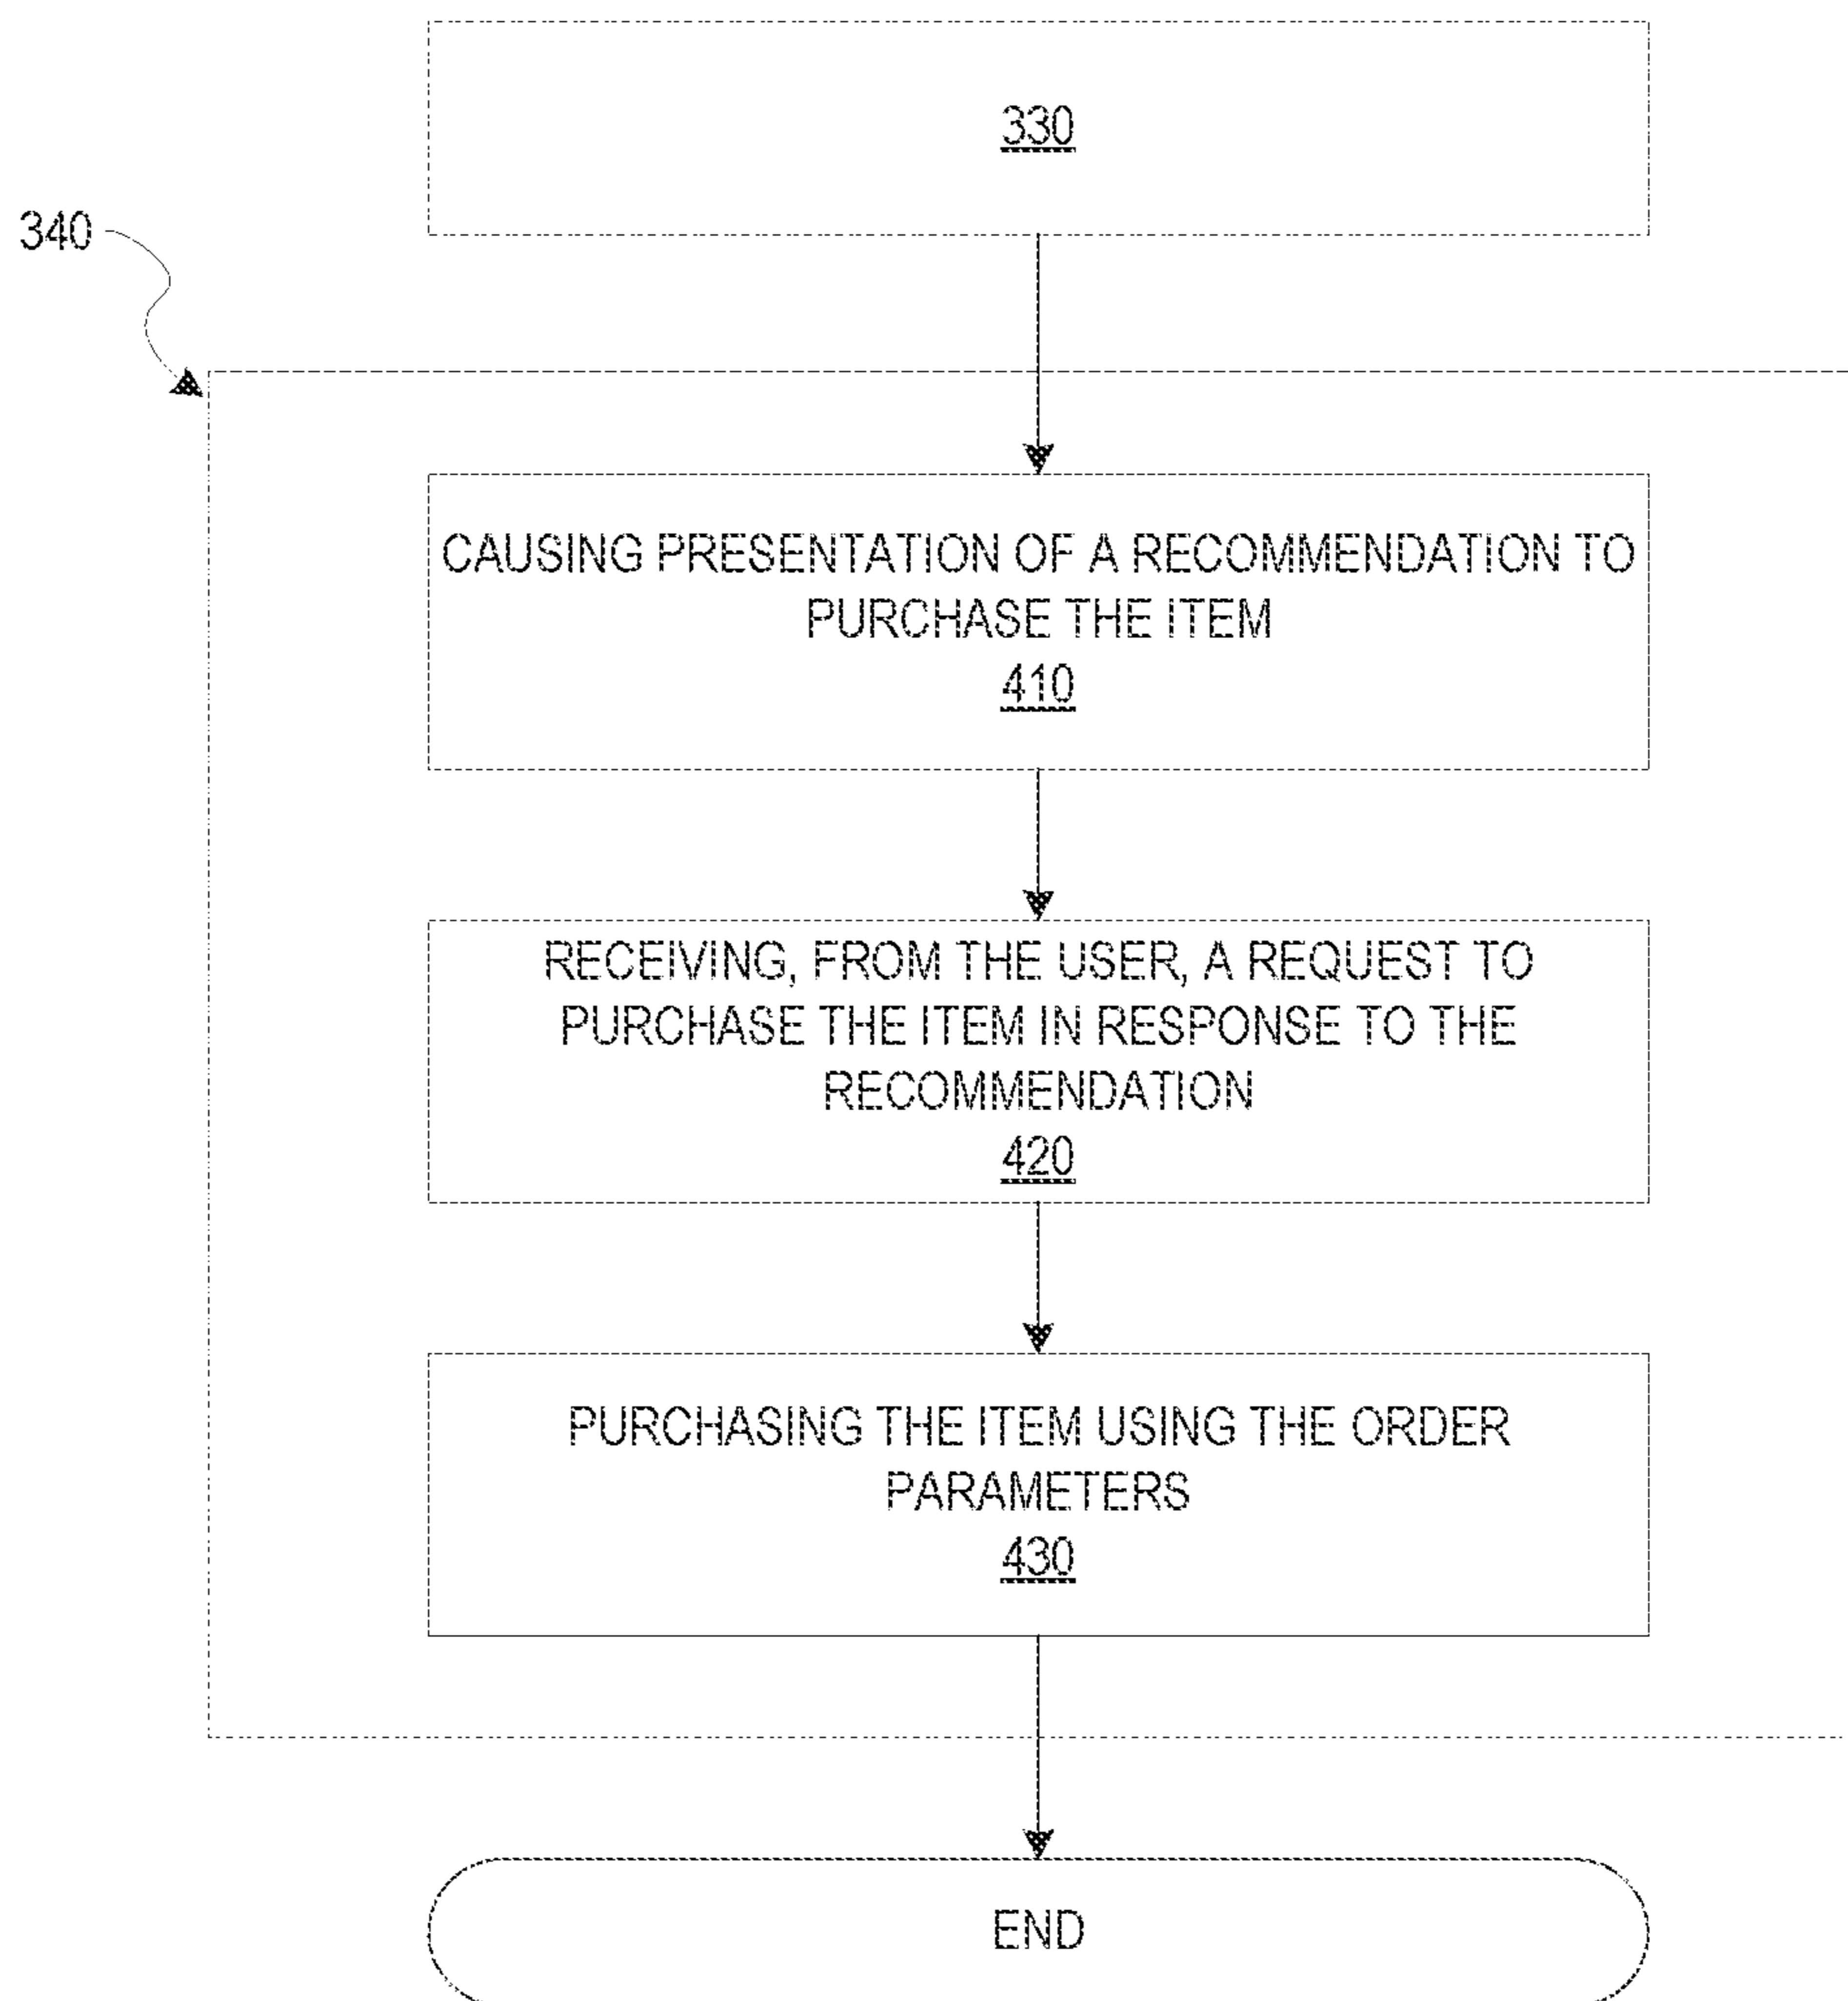 330
340
CAUSING PRESENTATION OF A RECOMMENDATION TO
PURCHASE THE ITEM
410
RECEIVING, FROM THE USER, A REQUEST TO
PURCHASE THE ITEM IN RESPONSE TO THE
RECOMMENDATION
420
PURCHASING THE ITEM USING THE ORDER
PARAMETERS
430
END